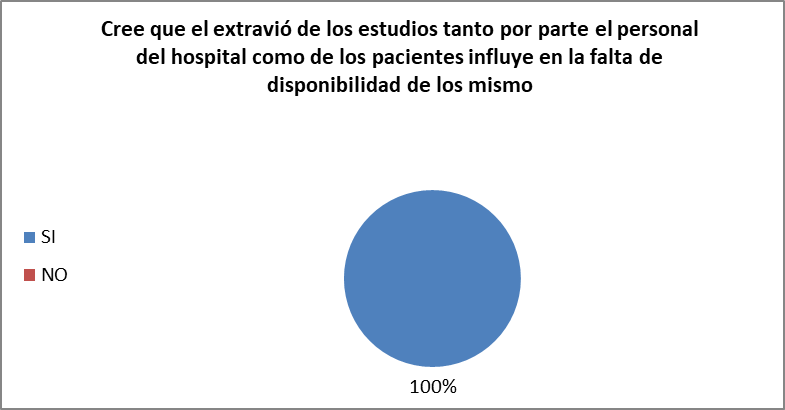 Cree que el extravió de los estudios tanto por parte el personal
del hospital como de los pacientes influye en la falta de
disponibilidad de los mismo
SI
NO
100%